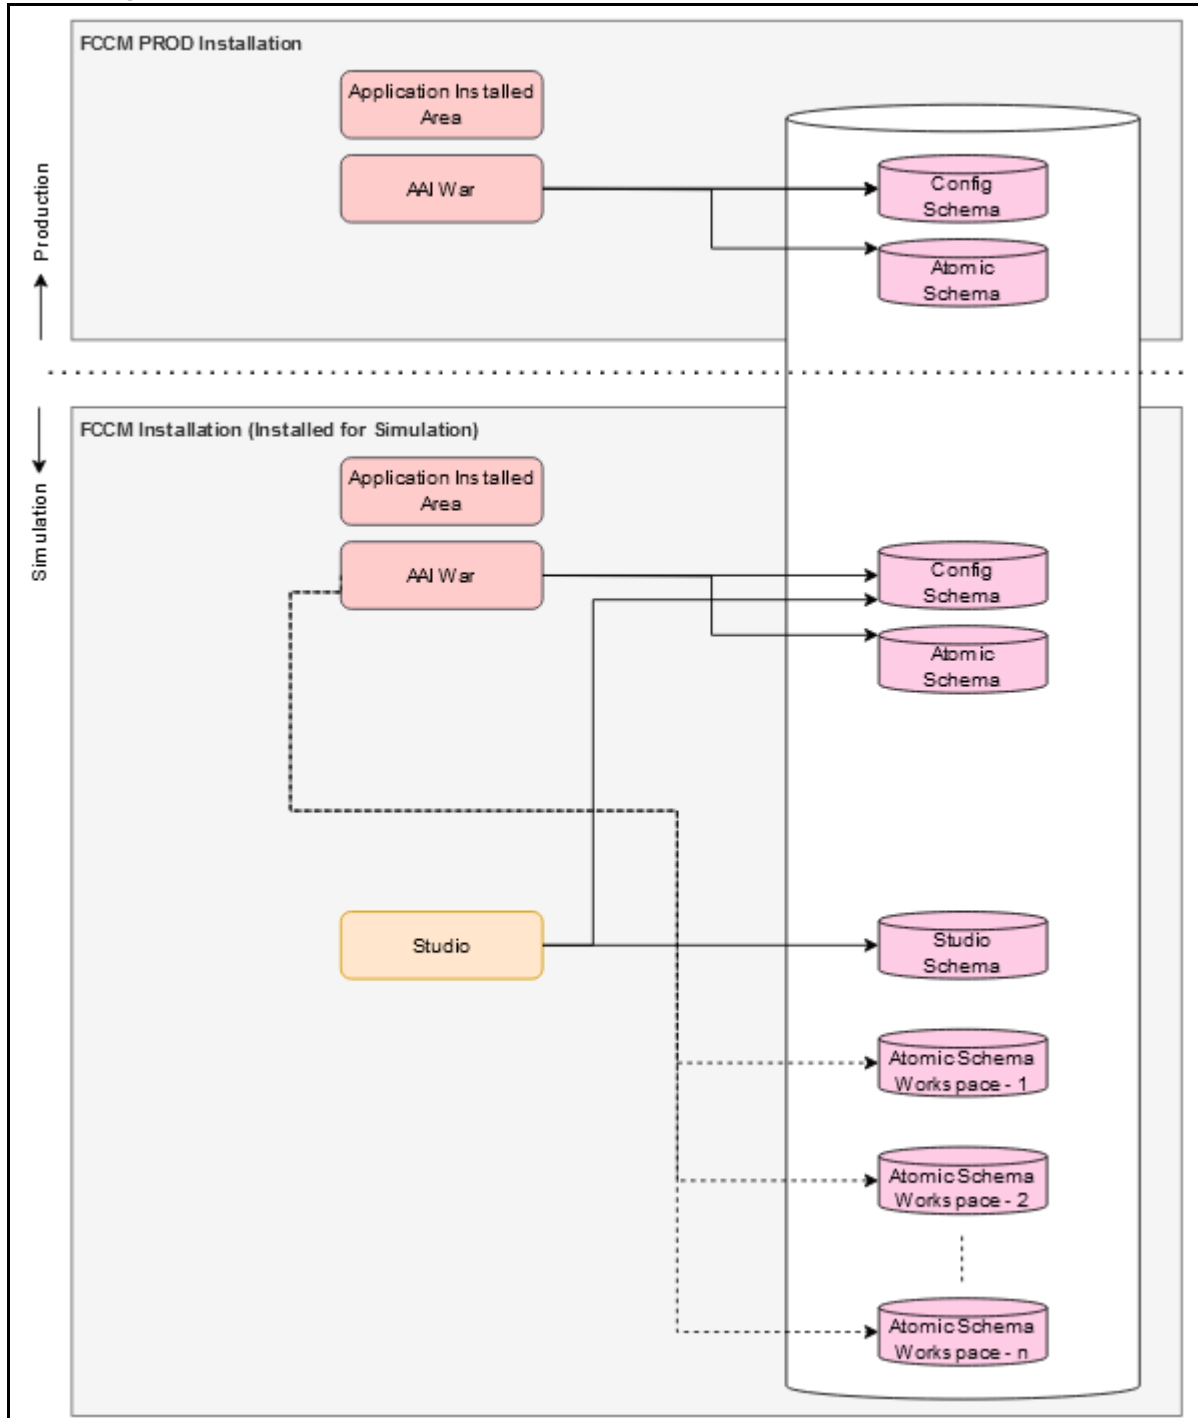 FCCM PROD Installation
Application Installed
Area
AAI War
Config
Schema
Atomic
Schema
Production
FCCM Installation (Installed for Simulation)
Simulation
Application Installed
Area
AAI War
Config
Schema
Atomic
Schema
Studio
Studio
Schema
Atomic Schema
Workspace - 1
Atomic Schema
Workspace - 2
Atomic Schema
Workspace - n